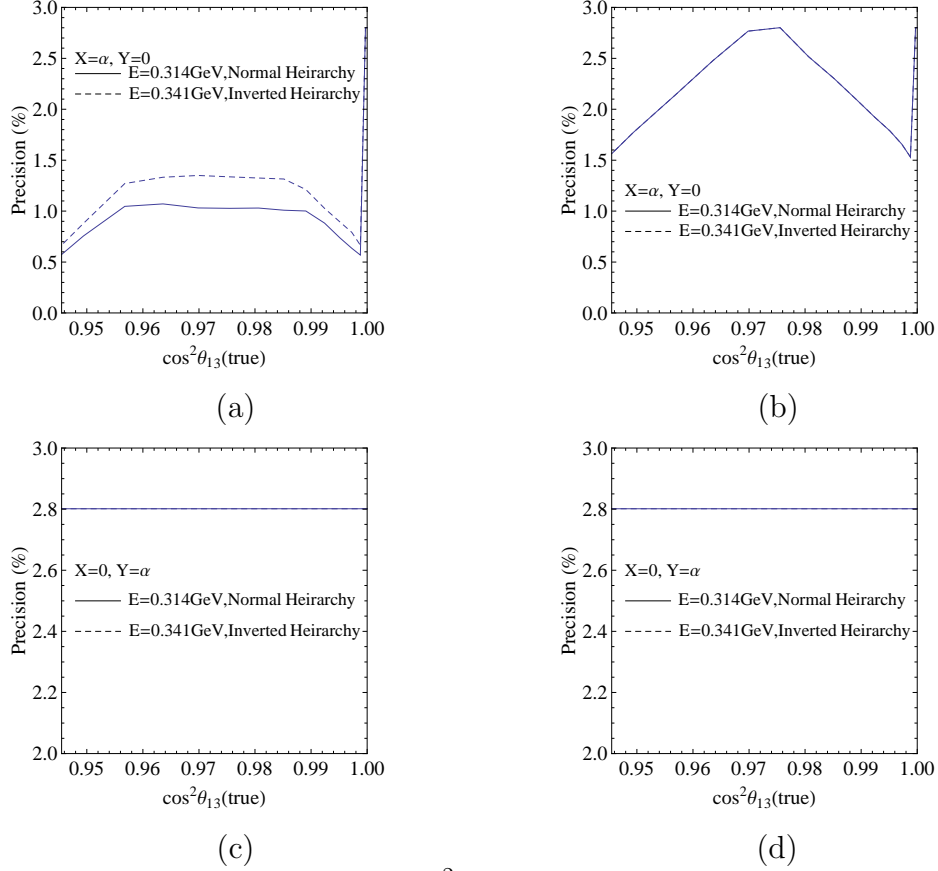 3.0
2.5
2.0
1.5
1.0
0.5
0.0
Precision (%)
X=α, Y=0
E=0.314GeV,Normal Heirarchy
E=0.341GeV,Inverted Heirarchy
0.95 0.96 0.97 0.98 0.99 1.00
cos²θ₁₃(true)
(a)
3.0
2.5
2.0
1.5
1.0
0.5
0.0
Precision (%)
X=α, Y=0
E=0.314GeV,Normal Heirarchy
E=0.341GeV,Inverted Heirarchy
0.95 0.96 0.97 0.98 0.99 1.00
cos²θ₁₃(true)
(b)
3.0
2.8
2.6
2.4
2.2
2.0
Precision (%)
X=0, Y=α
E=0.314GeV,Normal Heirarchy
E=0.341GeV,Inverted Heirarchy
0.95 0.96 0.97 0.98 0.99 1.00
cos²θ₁₃(true)
(c)
3.0
2.8
2.6
2.4
2.2
2.0
Precision (%)
X=0, Y=α
E=0.314GeV,Normal Heirarchy
E=0.341GeV,Inverted Heirarchy
0.95 0.96 0.97 0.98 0.99 1.00
cos²θ₁₃(true)
(d)